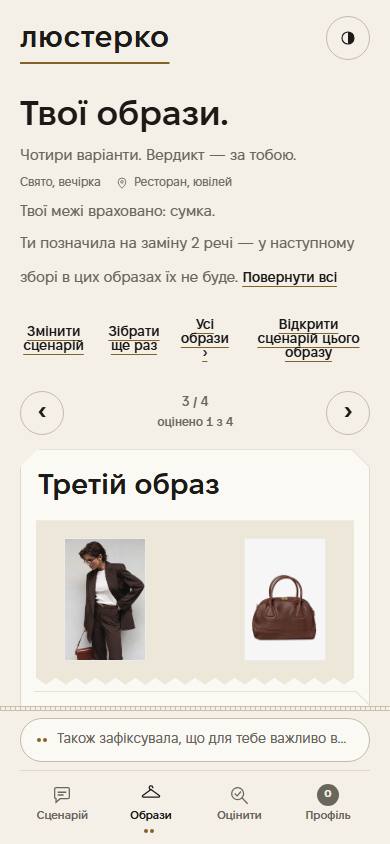 люстерко
Твої образи.
Чотири варіанти. Вердикт — за тобою.
Свято, вечірка Ресторан, ювілей
Твої межі враховано: сумка.
Ти позначила на заміну 2 речі — у наступному
зборі в цих образах їх не буде. Повернути всі
Змінити
сценарій
Зібрати
ще раз
Усі
образи
›
Відкрити
сценарій цього
образу
‹
3 / 4
оцінено 1 з 4
›
Третій образ
Також зафіксувала, що для тебе важливо в...
Сценарій
Образи
Оцінити
О
Профіль